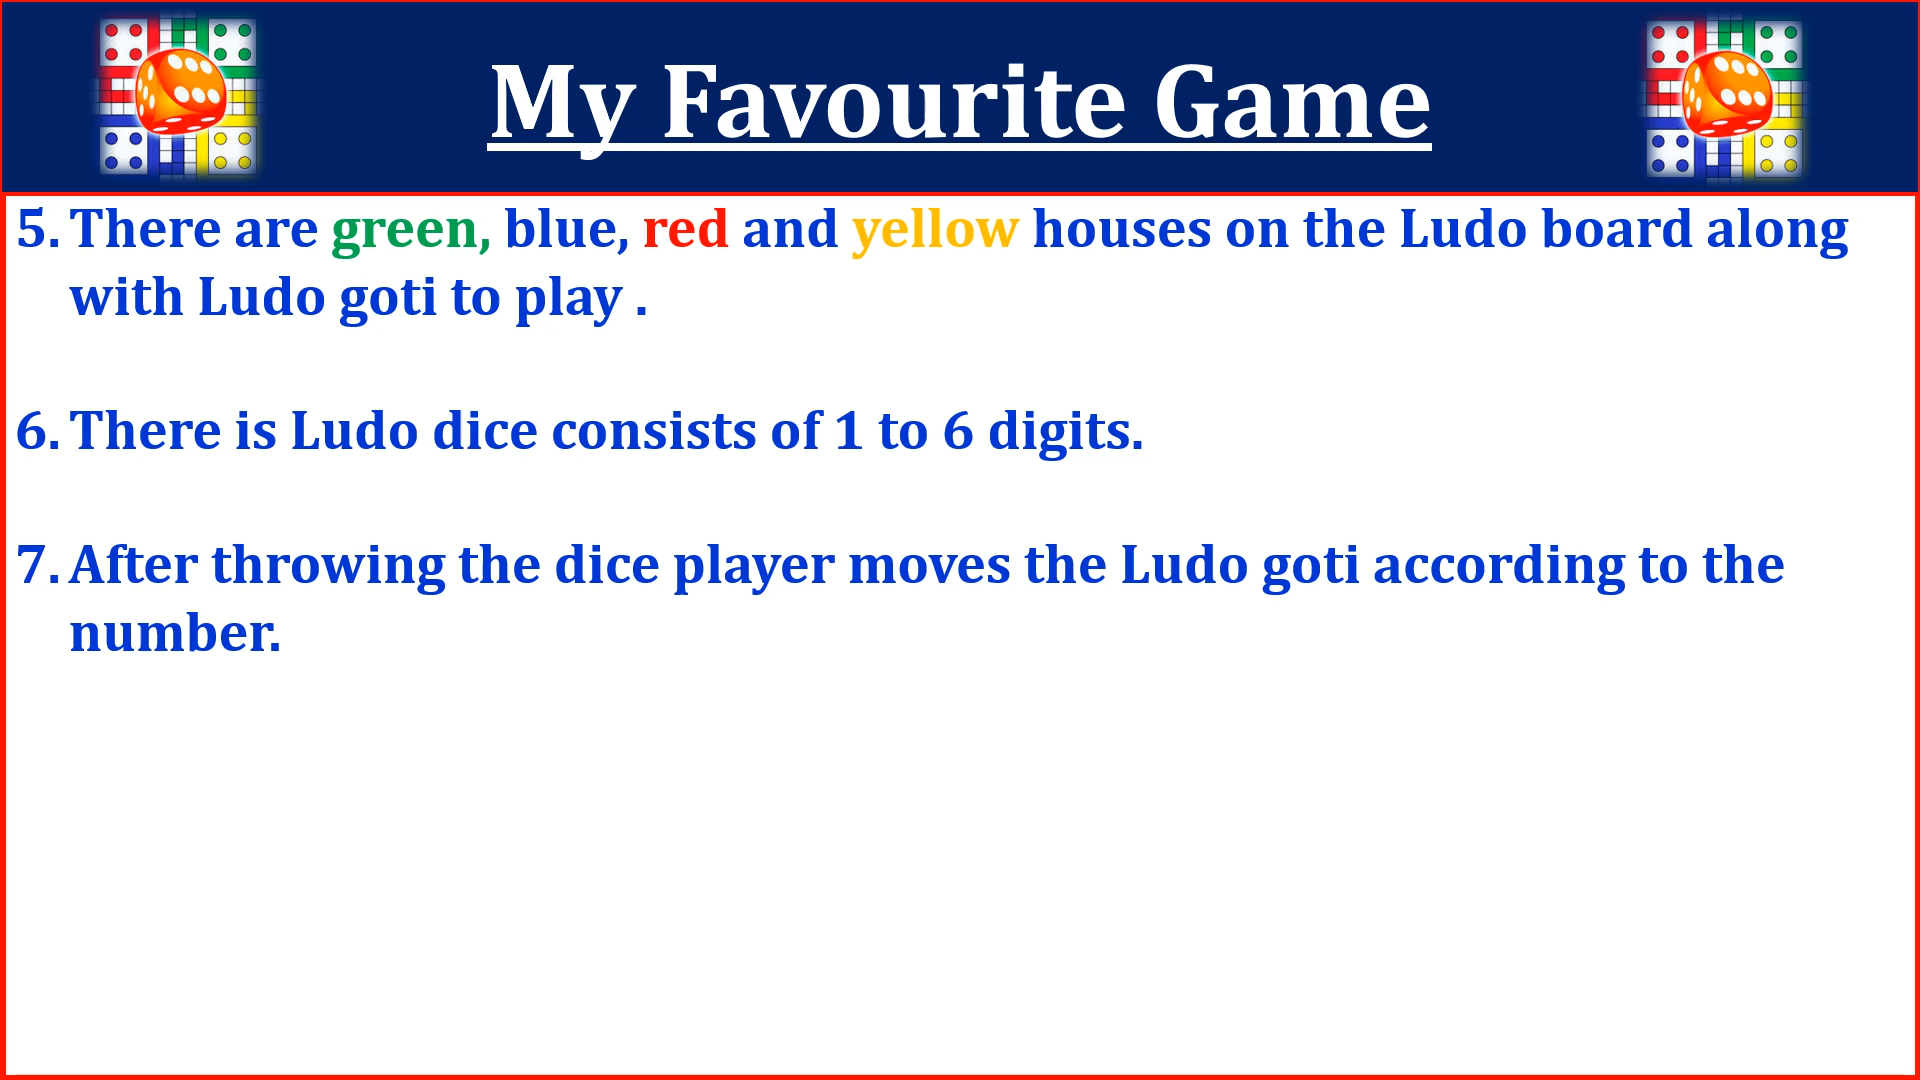 My Favourite Game
5. There are green, blue, red and yellow houses on the Ludo board along
with Ludo goti to play .
6. There is Ludo dice consists of 1 to 6 digits.
7. After throwing the dice player moves the Ludo goti according to the
number.